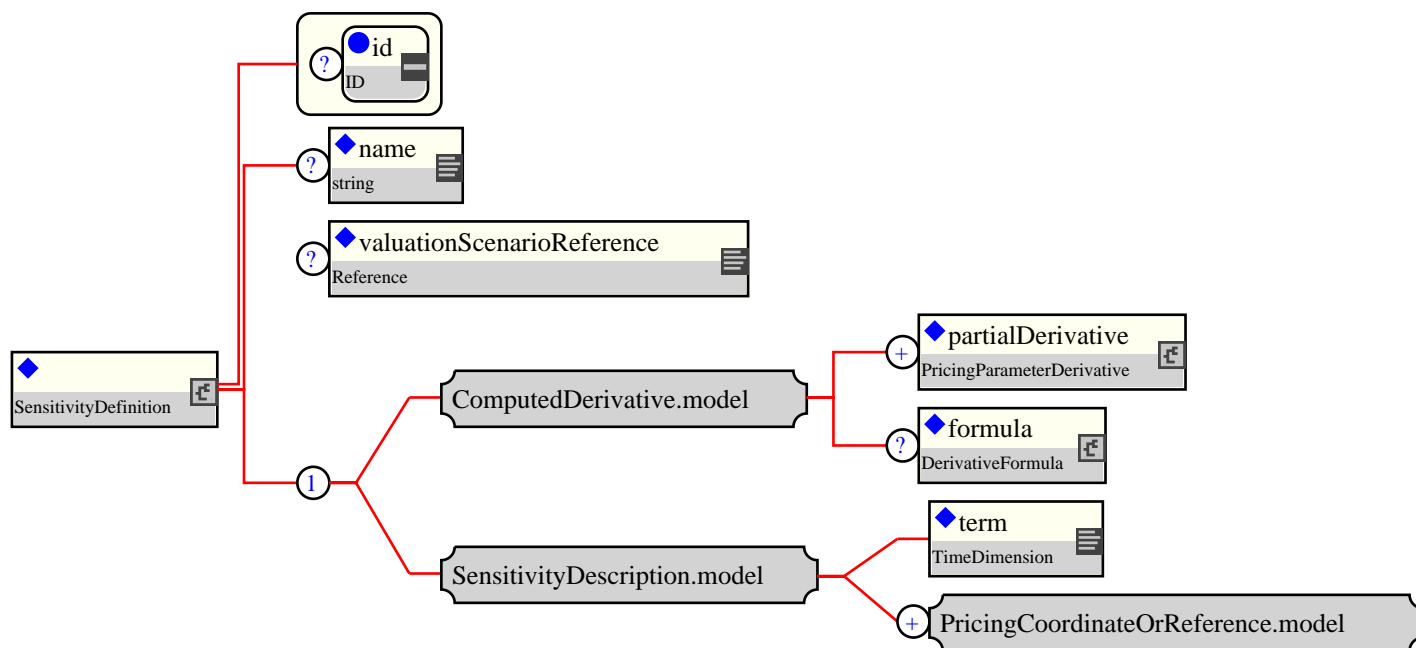 ? id
ID
? name
string
? valuationScenarioReference
Reference
SensitivityDefinition
1
ComputedDerivative.model
+ partialDerivative
PricingParameterDerivative
? formula
DerivativeFormula
SensitivityDescription.model
term
TimeDimension
+ PricingCoordinateOrReference.model